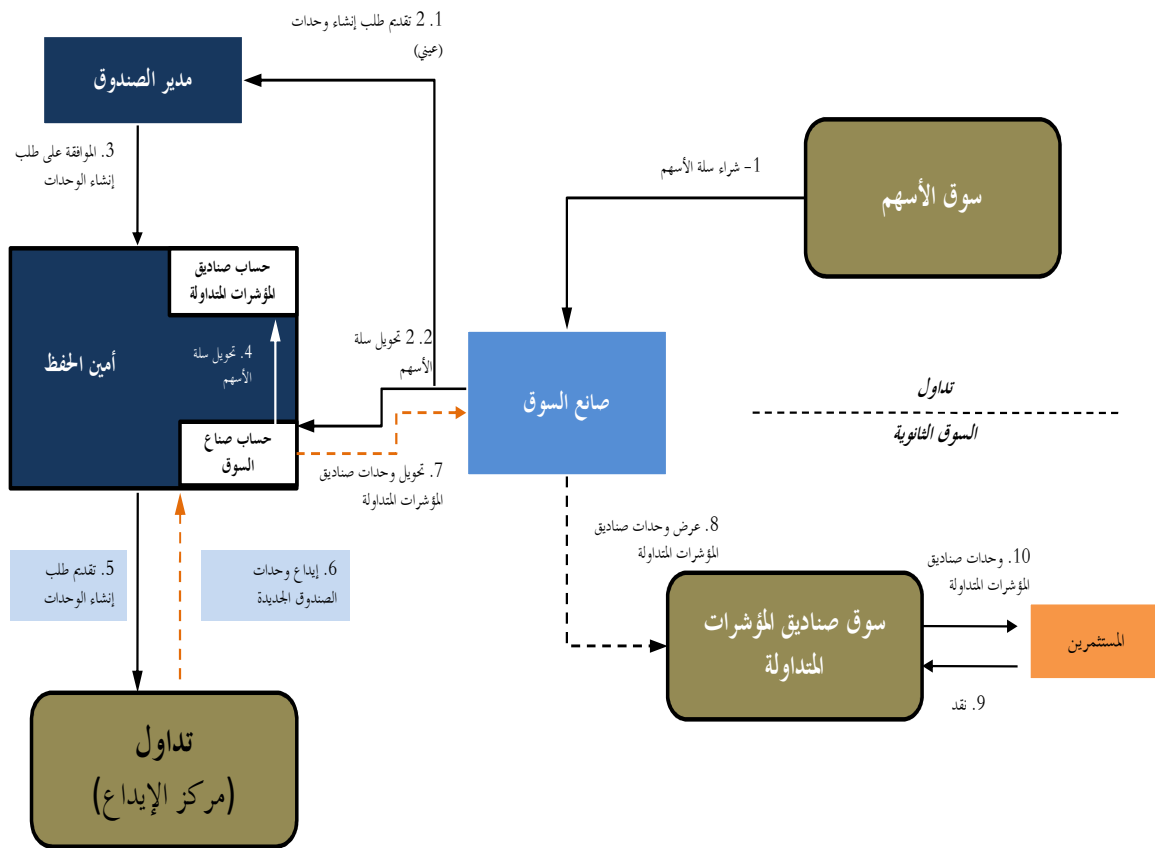 1. 2 تقديم طلب إنشاء وحدات
(عيني)
مدير الصندوق
3. الموافقة على طلب
إنشاء الوحدات
1- شراء سلة الأسهم
سوق الأسهم
حساب صناديق
المؤشرات المتداولة
أمين الحفظ
4. تحويل سلة
الأسهم
2. 2 تحويل سلة
الأسهم
صانع السوق
تداول
السوق الثانوية
حساب صناع
السوق
7. تحويل وحدات صناديق
المؤشرات المتداولة
5. تقديم طلب
إنشاء الوحدات
6. إيداع وحدات
الصندوق الجديدة
8. عرض وحدات صناديق
المؤشرات المتداولة
10. وحدات صناديق
المؤشرات المتداولة
سوق صناديق المؤشرات
المتداولة
المستثمرين
9. نقد
تداول
(مركز الإيداع)